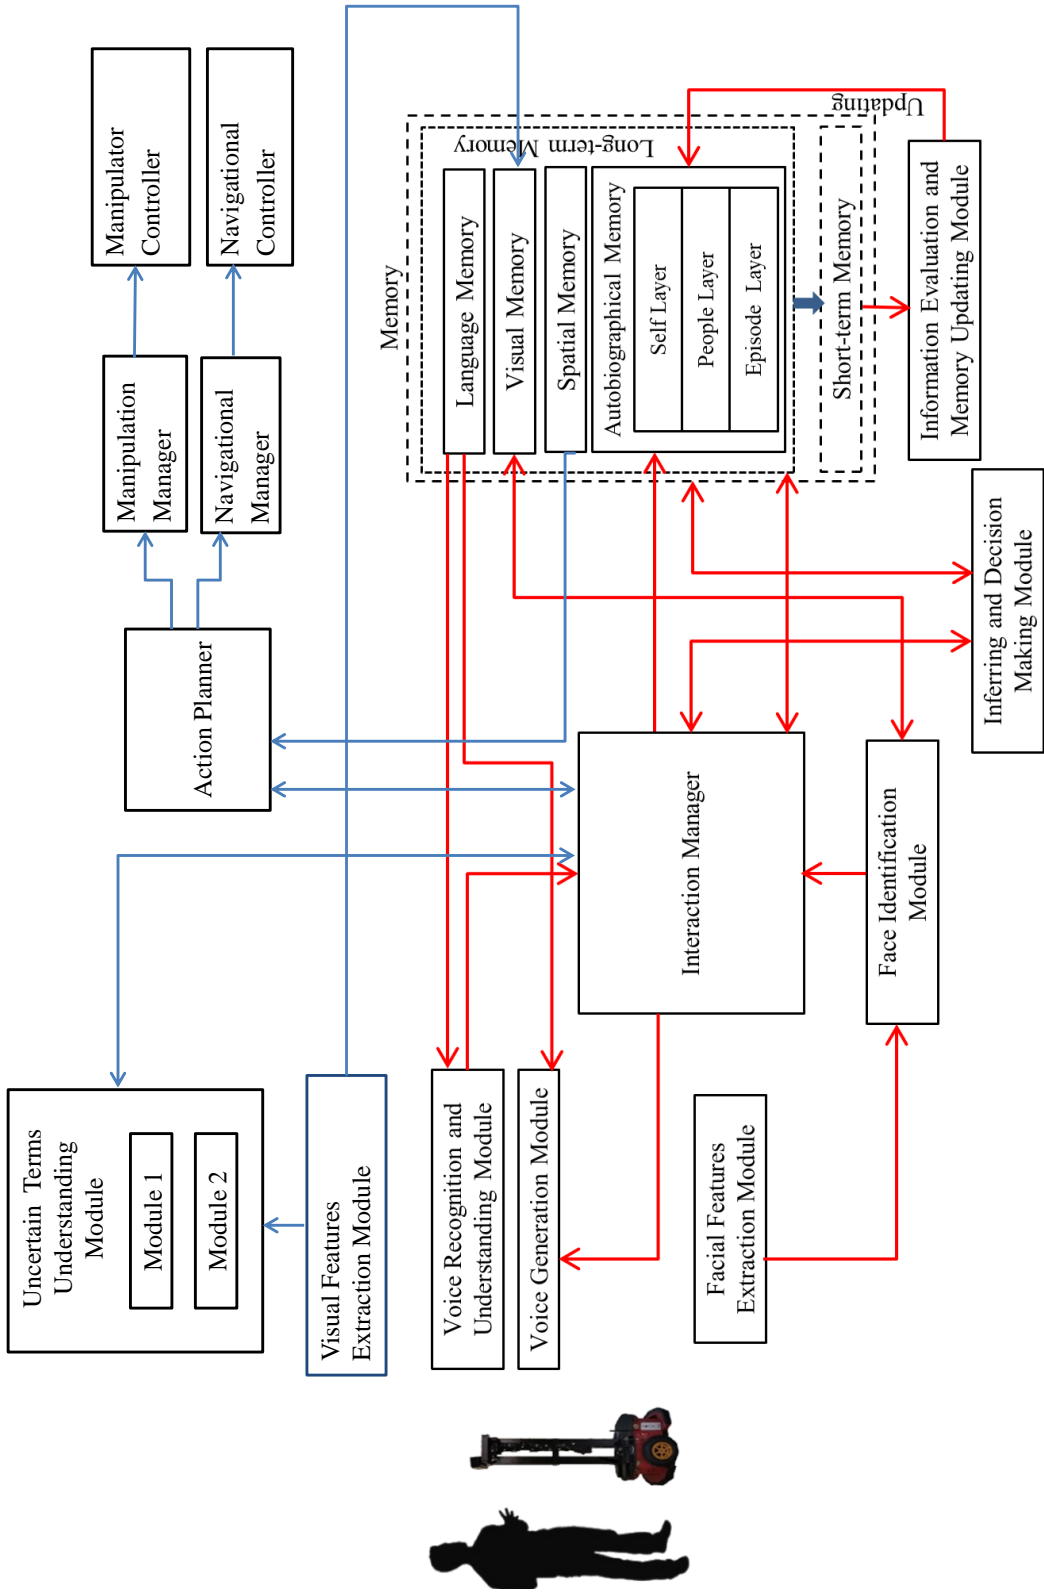 Uncertain Terms
Understanding
Module
Module 1
Module 2
Visual Features
Extraction Module
Voice Recognition and
Understanding Module
Voice Generation Module
Facial Features
Extraction Module
Action Planner
Interaction Manager
Face Identification
Module
Manipulation
Manager
Navigational
Manager
Inferring and Decision
Making Module
Manipulator
Controller
Navigational
Controller
Memory
Long-term Memory
Language Memory
Visual Memory
Spatial Memory
Autobiographical Memory
Self Layer
People Layer
Episode Layer
Short-term Memory
Updating
Information Evaluation and
Memory Updating Module